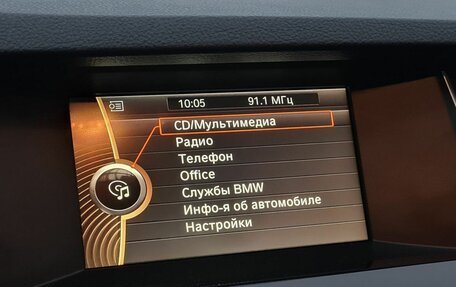 10:05 91.1 МГц
CD/Мультимедиа
Радио
Телефон
Office
Службы BMW
Инфо-я об автомобиле
Настройки